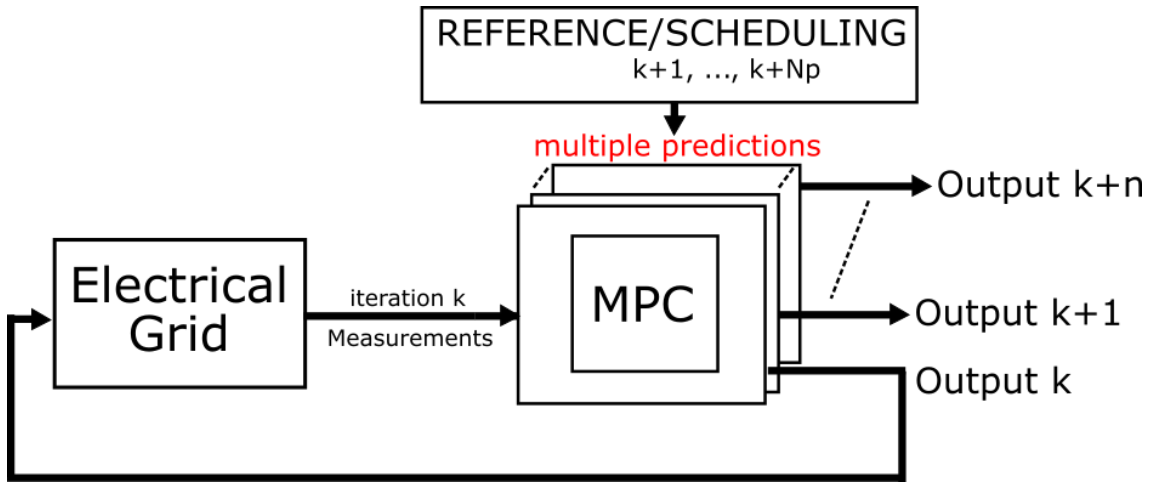 REFERENCE/SCHEDULING
k+1, ..., k+Np
multiple predictions
Output k+n
Electrical
Grid
iteration k
Measurements
MPC
Output k+1
Output k